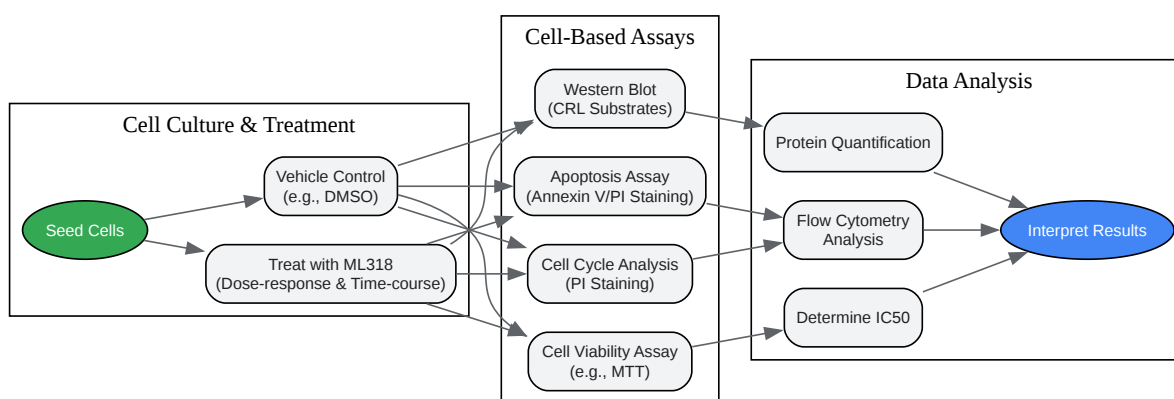 Cell Culture & Treatment
Seed Cells
Vehicle Control
(e.g., DMSO)
Treat with ML318
(Dose-response & Time-course)
Cell-Based Assays
Western Blot
(CRL Substrates)
Apoptosis Assay
(Annexin V/PI Staining)
Cell Cycle Analysis
(PI Staining)
Cell Viability Assay
(e.g., MTT)
Data Analysis
Protein Quantification
Flow Cytometry
Analysis
Determine IC50
Interpret Results